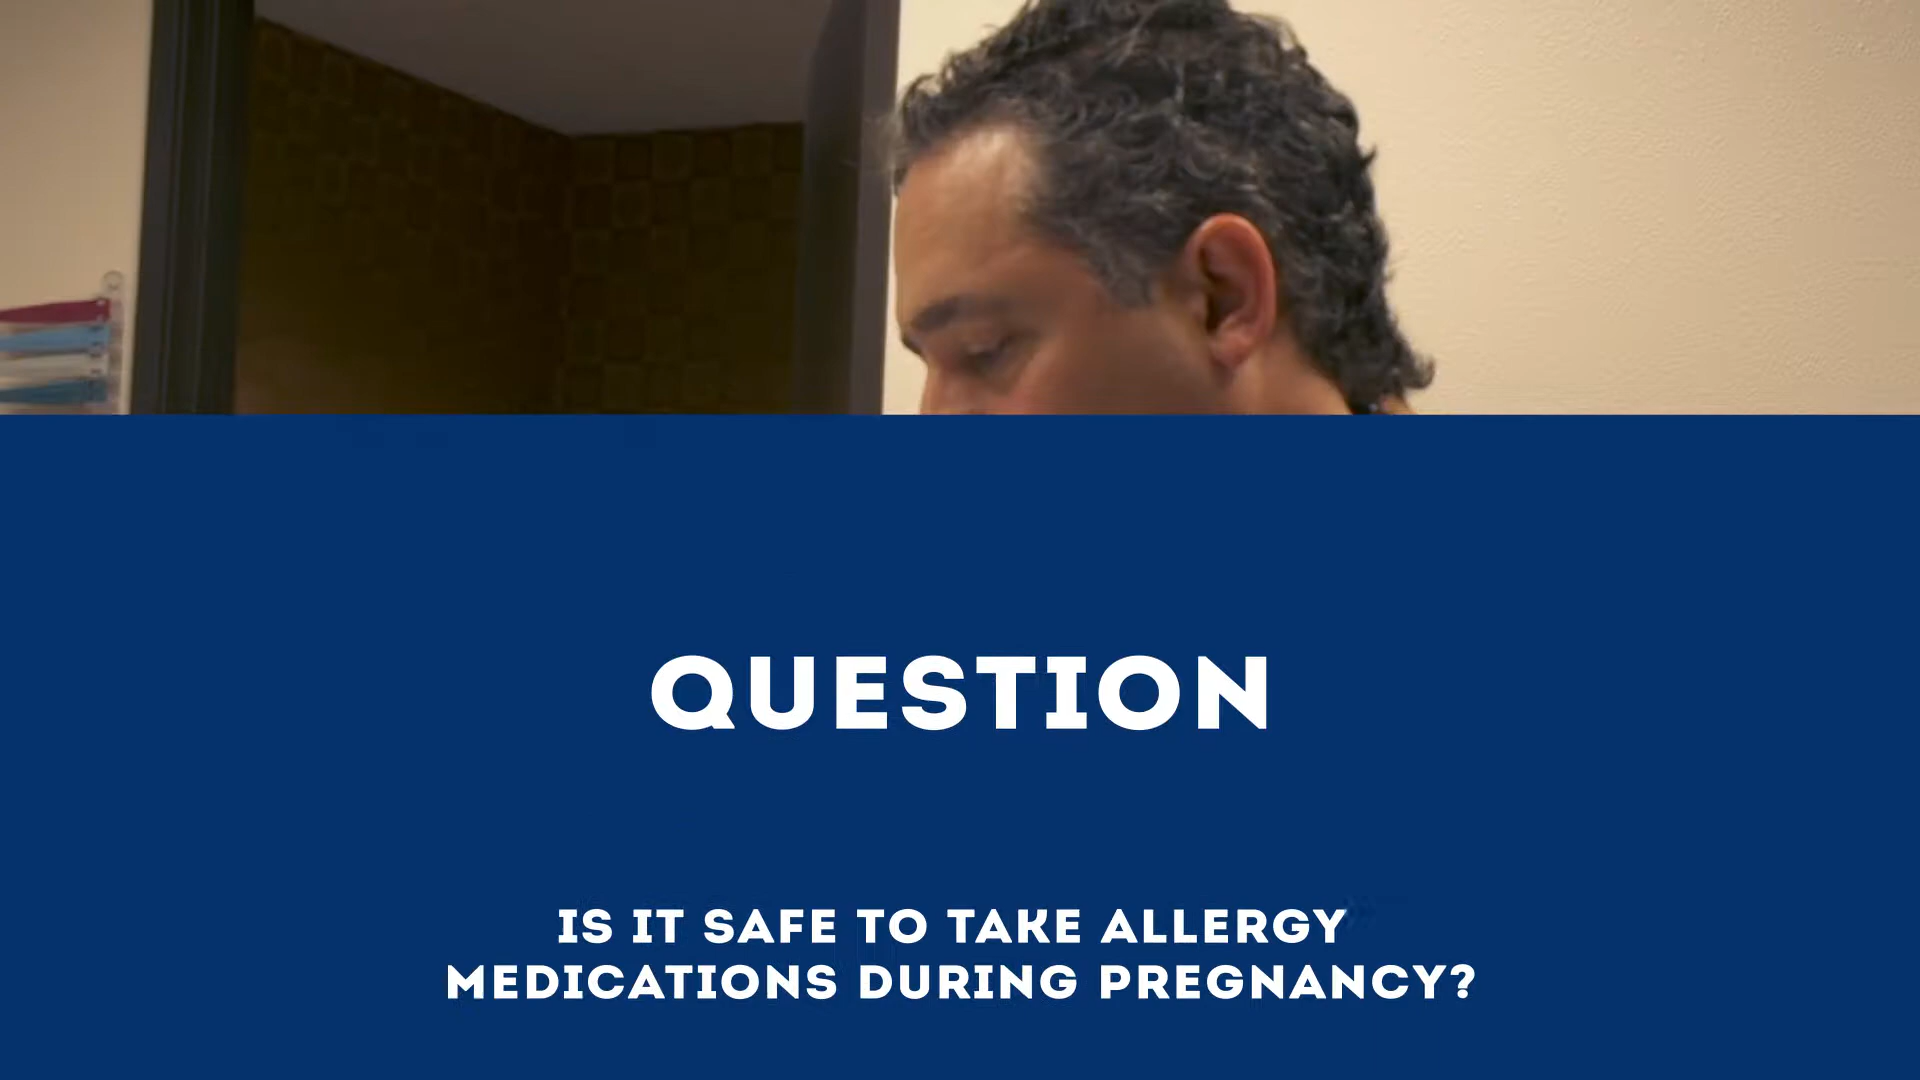 QUESTION
IS IT SAFE TO TAKE ALLERGY
MEDICATIONS DURING PREGNANCY?